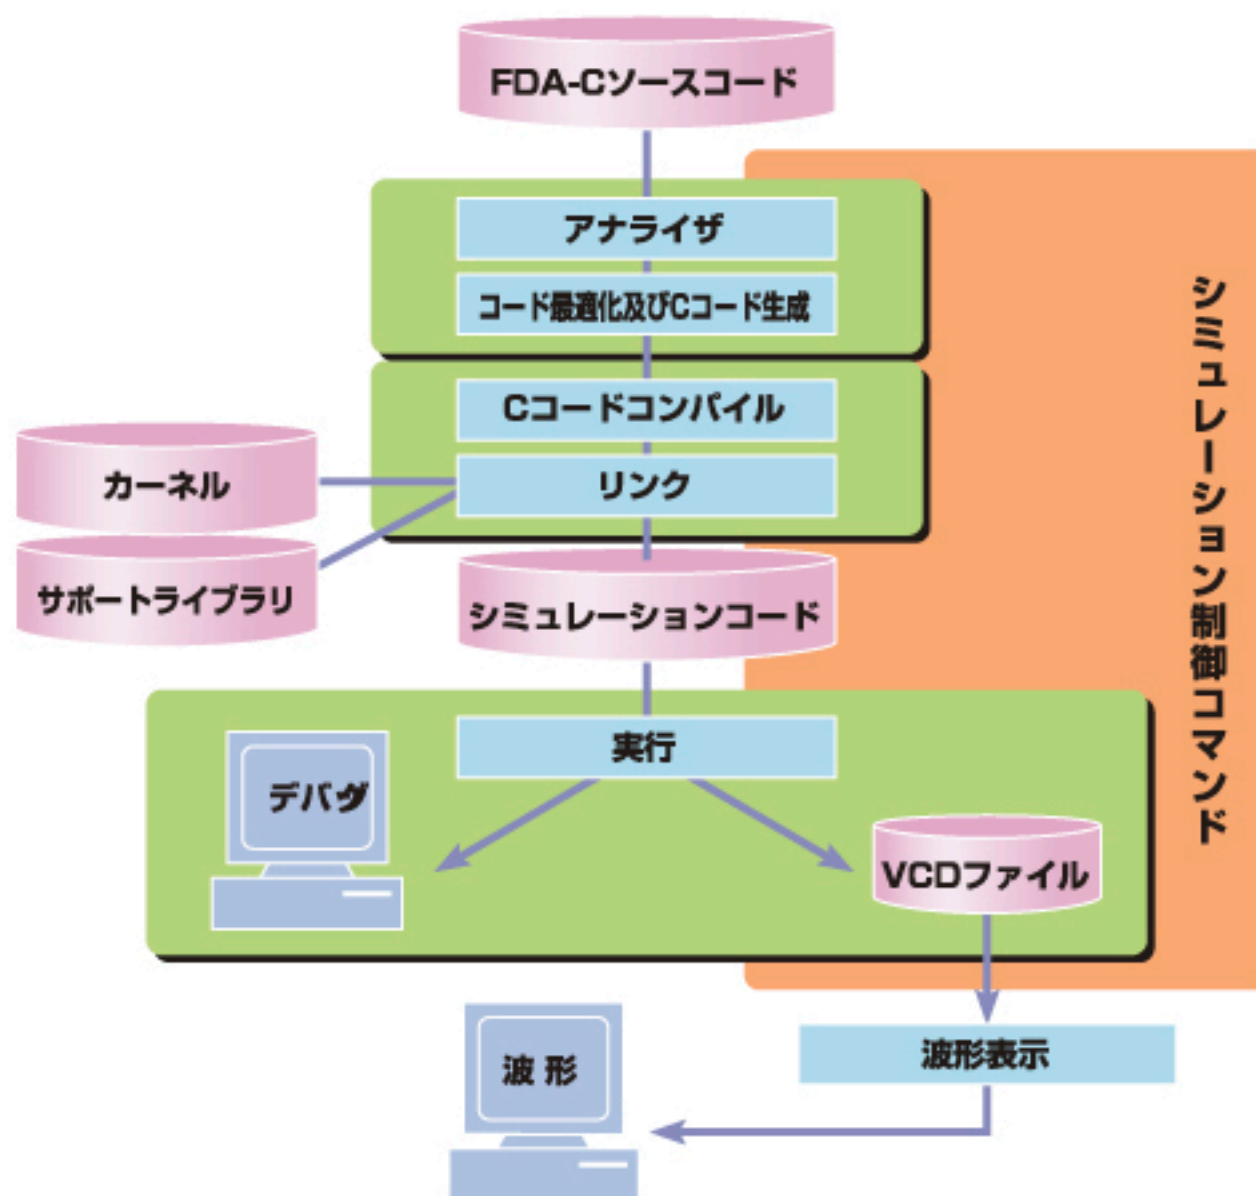 FDA-Cソースコード
アナライザ
コード最適化及びCコード生成
Cコードコンパイル
カーネル
リンク
サポートライブラリ
シミュレーションコード
シミュレーション制御コマンド
実行
デバグ
VCDファイル
波形表示
波 形